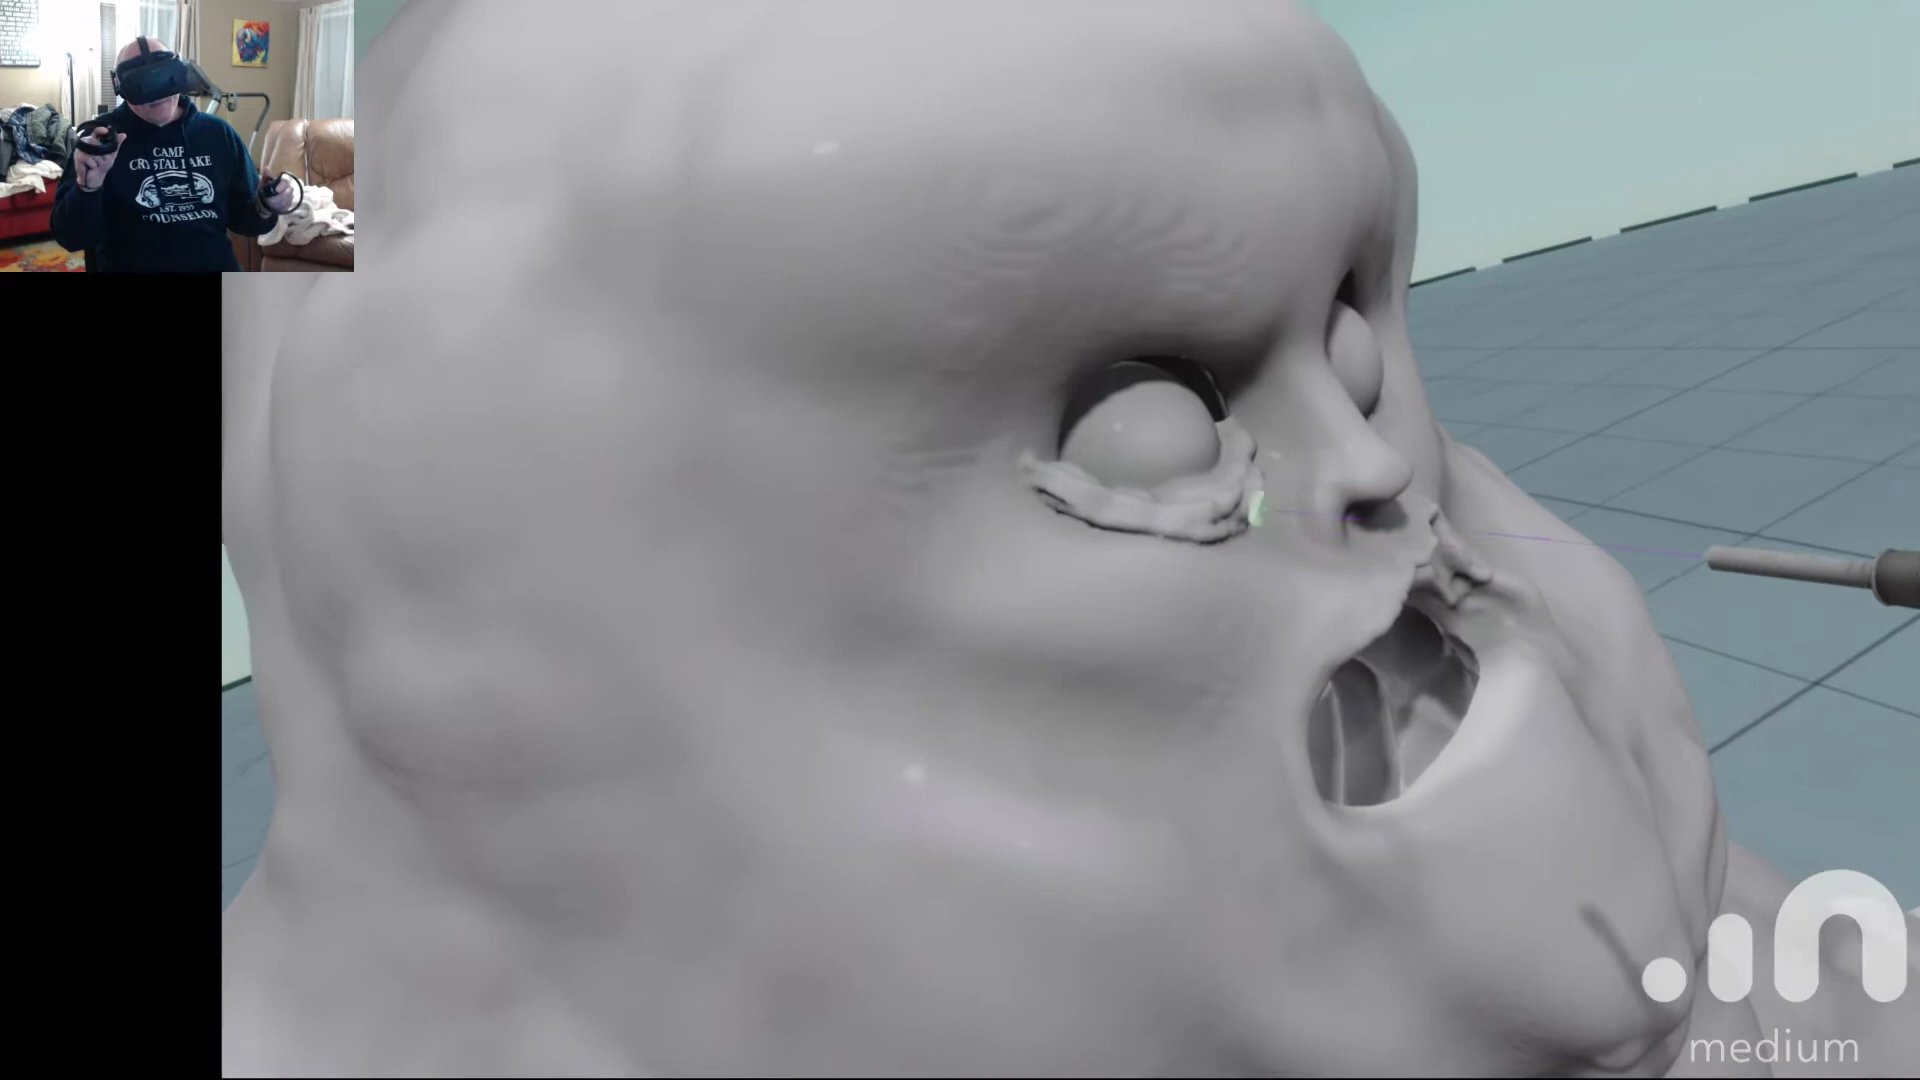 CAMP
CRYSTAL LAKE
EST. 1935
COUNSELOR
medium